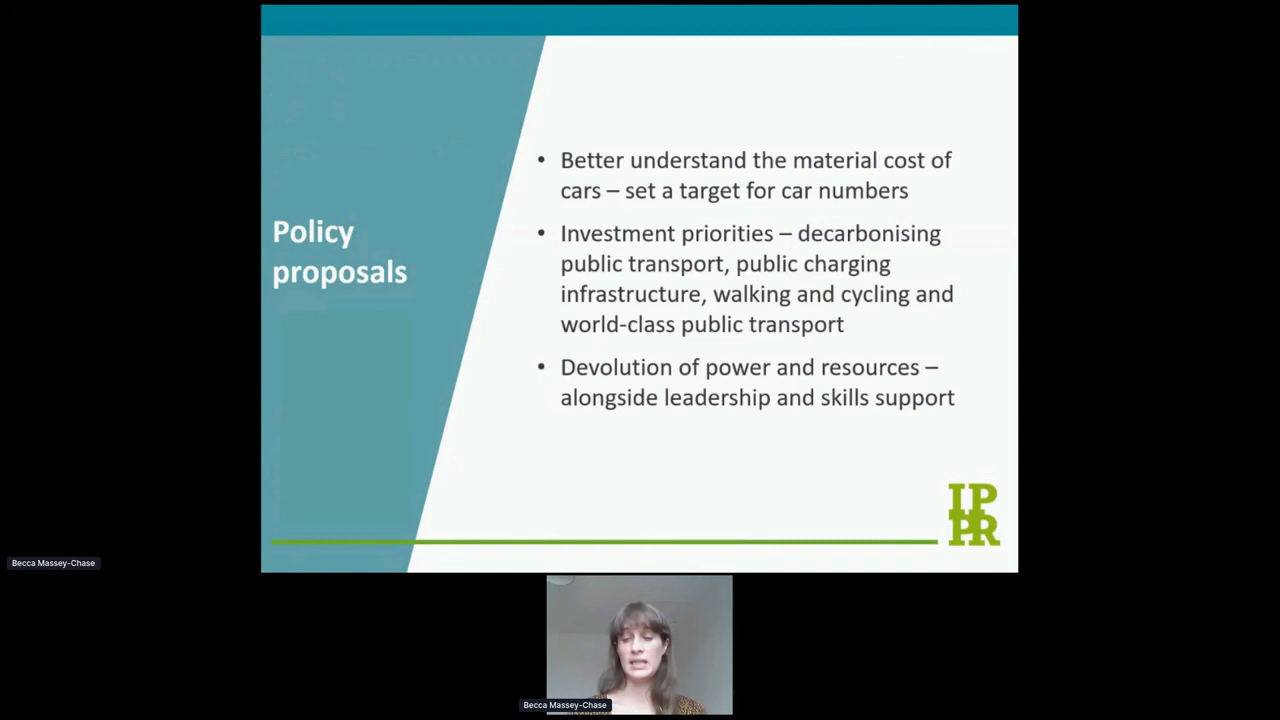 Policy
proposals
• Better understand the material cost of
cars – set a target for car numbers
• Investment priorities – decarbonising
public transport, public charging
infrastructure, walking and cycling and
world-class public transport
• Devolution of power and resources –
alongside leadership and skills support
IP
PR
Becca Massey-Chase
Becca Massey-Chase